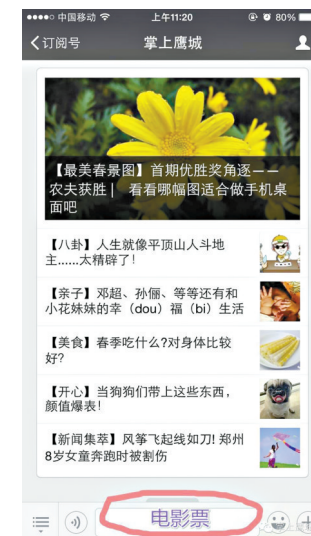 中国移动 上午11:20 80%
订阅号 掌上鹰城
【最美春景图】首期优胜奖角逐——
农夫获胜| 看看哪幅图适合做手机桌
面吧
【八卦】人生就像平顶山人斗地
主......太精辟了!
【亲子】邓超、孙俪、等等还有和
小花妹妹的幸（dou）福（bi）生活
【美食】春季吃什么?对身体比较
好?
【开心】当狗狗们带上这些东西，
颜值爆表!
【新闻集萃】风筝飞起线如刀! 郑州
8岁女童奔跑时被割伤
电影票